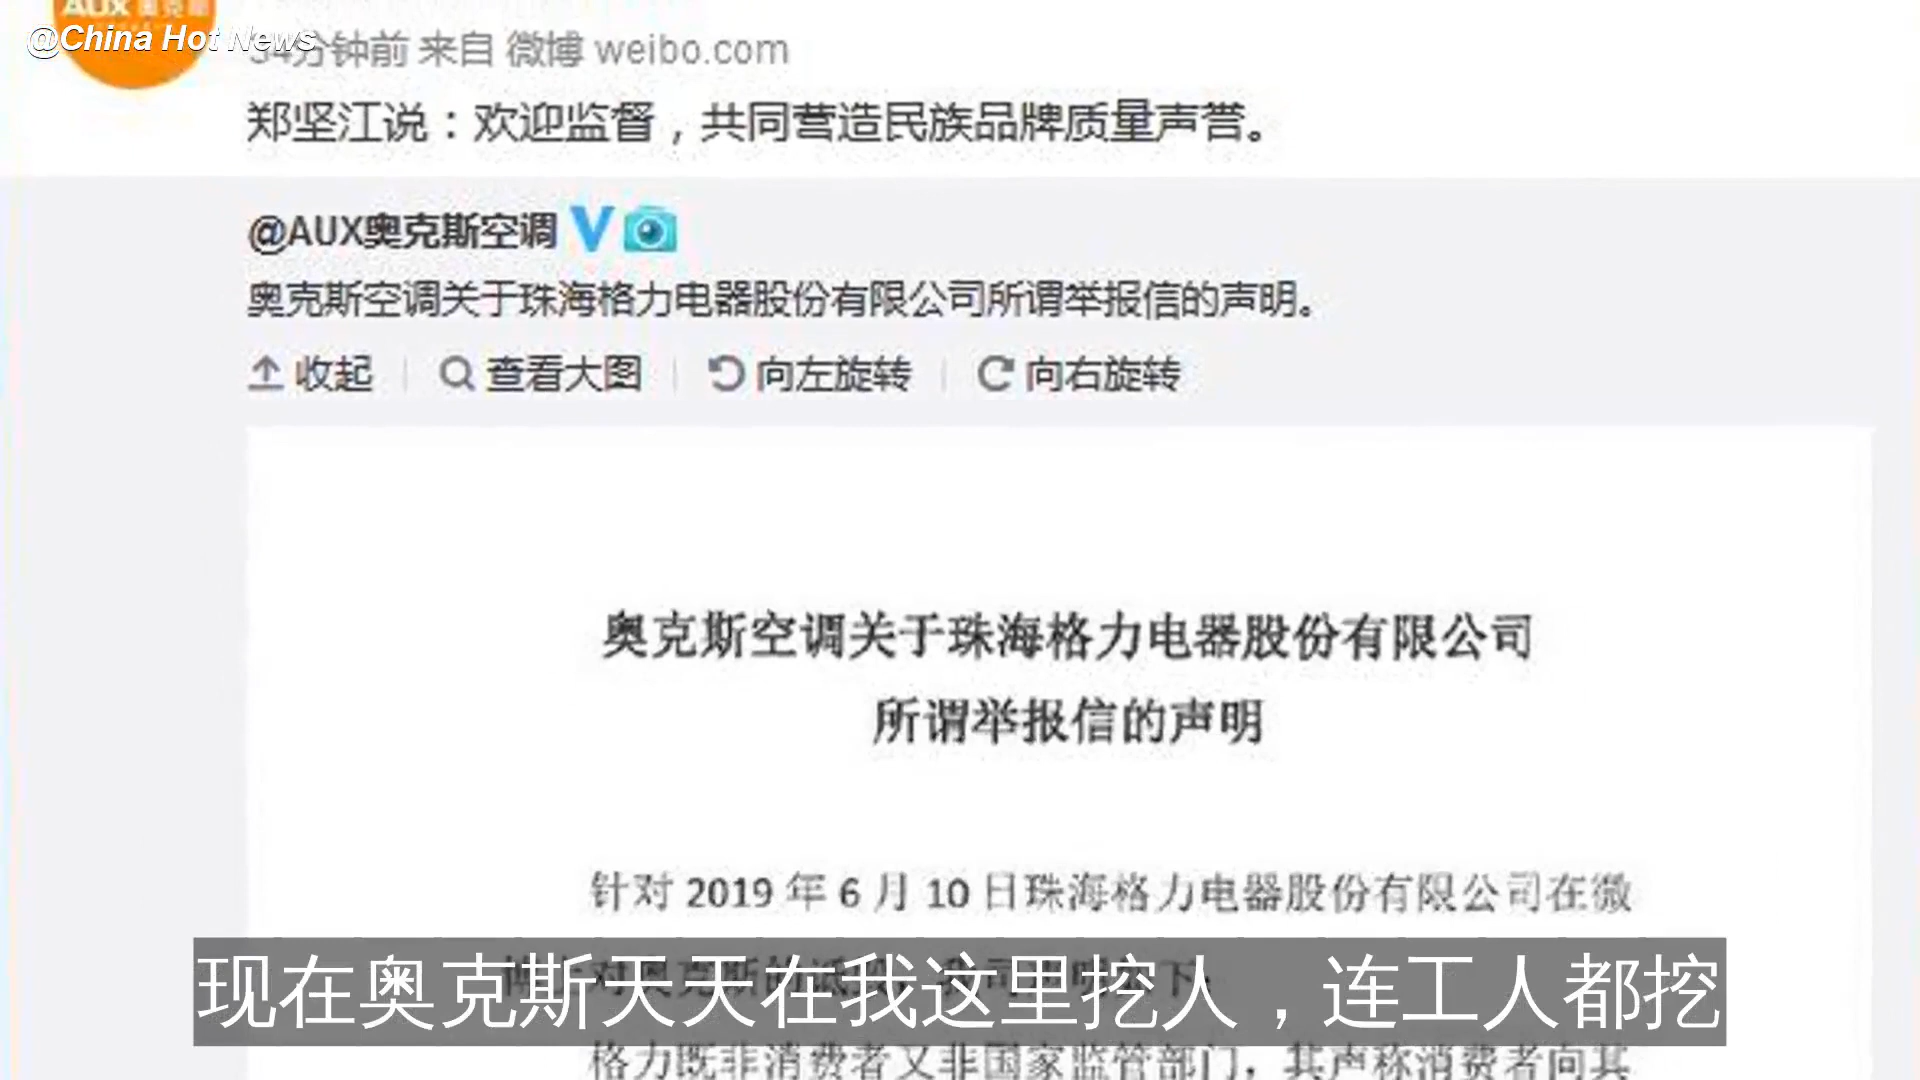 AUX奥克斯
@China Hot News
34分钟前 来自 微博 weibo.com
郑坚江说：欢迎监督，共同营造民族品牌质量声誉。
@AUX奥克斯空调
奥克斯空调关于珠海格力电器股份有限公司所谓举报信的声明。
收起 查看大图 向左旋转 向右旋转
奥克斯空调关于珠海格力电器股份有限公司
所谓举报信的声明
针对 2019 年 6 月 10 日珠海格力电器股份有限公司在微
现在奥克斯天天在我这里挖人，连工人都挖
格力既非消费者又非国家监管部门，其声称消费者向其